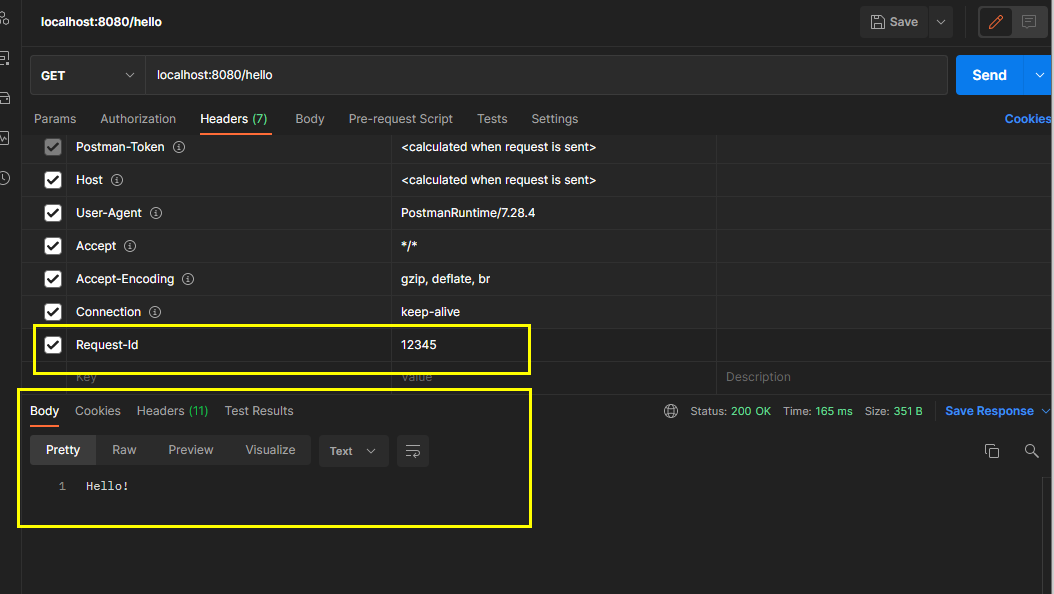 localhost:8080/hello
Save
GET localhost:8080/hello Send
Params Authorization Headers (7) Body Pre-request Script Tests Settings Cookies
Postman-Token <calculated when request is sent>
Host <calculated when request is sent>
User-Agent PostmanRuntime/7.28.4
Accept */*
Accept-Encoding gzip, deflate, br
Connection keep-alive
Request-Id 12345
Key Value Description
Body Cookies Headers (11) Test Results Status: 200 OK Time: 165 ms Size: 351 B Save Response
Pretty Raw Preview Visualize Text
1 Hello!